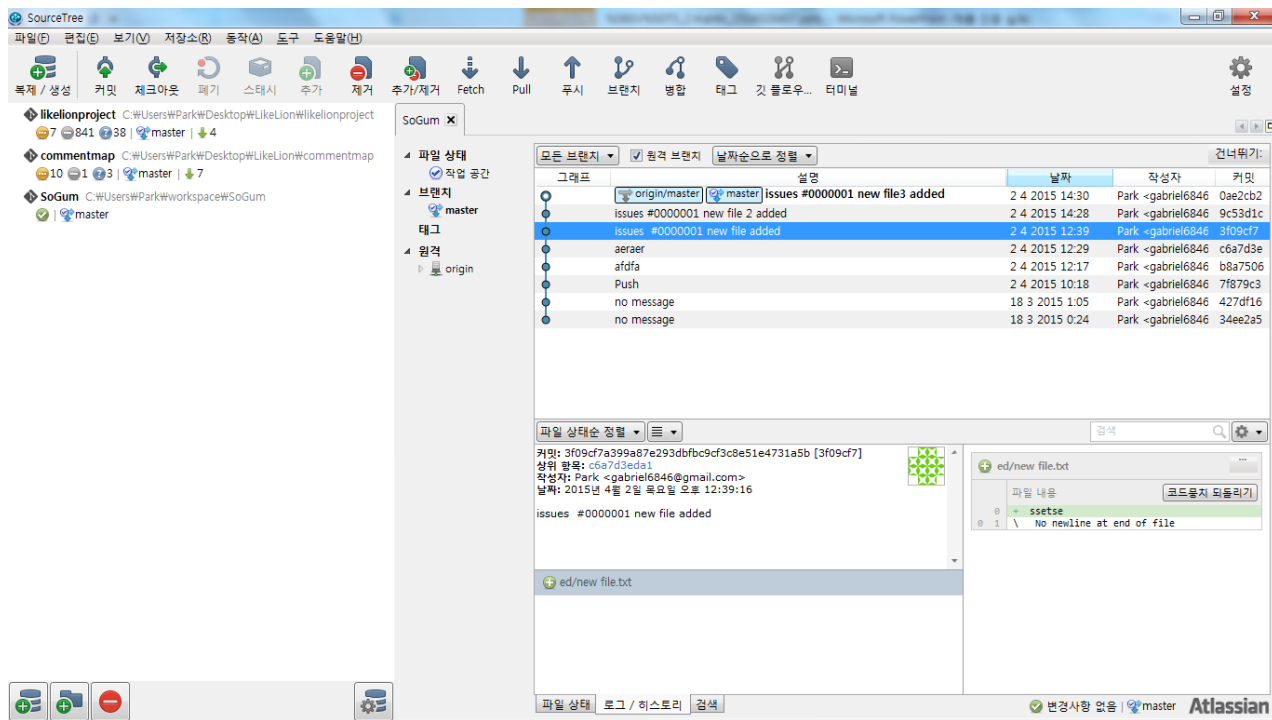 SourceTree
파일(F) 편집(E) 보기(V) 저장소(R) 동작(A) 도구 도움말(H)
복제 / 생성 커밋 체크아웃 폐기 스태시 추가 제거 추가/제거 Fetch Pull 푸시 브랜치 병합 태그 깃 플로우... 터미널 설정
likelionproject C:₩Users₩Park₩Desktop₩LikeLion₩likelionproject
7 841 38 | master | 4
commentmap C:₩Users₩Park₩Desktop₩LikeLion₩commentmap
10 1 3 | master | 7
SoGum C:₩Users₩Park₩workspace₩SoGum
| master
SoGum
파일 상태
작업 공간
브랜치
master
태그
원격
origin
모든 브랜치 원격 브랜치 날짜순으로 정렬 건너뛰기:
그래프 설명 날짜 작성자 커밋
origin/master master issues #0000001 new file3 added 2 4 2015 14:30 Park <gabriel6846 0ae2cb2
issues #0000001 new file 2 added 2 4 2015 14:28 Park <gabriel6846 9c53d1c
issues #0000001 new file added 2 4 2015 12:39 Park <gabriel6846 3f09cf7
aeraer 2 4 2015 12:29 Park <gabriel6846 c6a7d3e
afdfa 2 4 2015 12:17 Park <gabriel6846 b8a7506
Push 2 4 2015 10:18 Park <gabriel6846 7f879c3
no message 18 3 2015 1:05 Park <gabriel6846 427df16
no message 18 3 2015 0:24 Park <gabriel6846 34ee2a5
파일 상태순 정렬 검색
커밋: 3f09cf7a399a87e293dbfbc9cf3c8e51e4731a5b [3f09cf7]
상위 항목: c6a7d3eda1
작성자: Park <gabriel6846@gmail.com>
날짜: 2015년 4월 2일 목요일 오후 12:39:16
issues #0000001 new file added
ed/new file.txt
ed/new file.txt
파일 내용 코드뭉치 되돌리기
0 + ssetse
0 1 \ No newline at end of file
파일 상태 로그 / 히스토리 검색
변경사항 없음 | master Atlassian